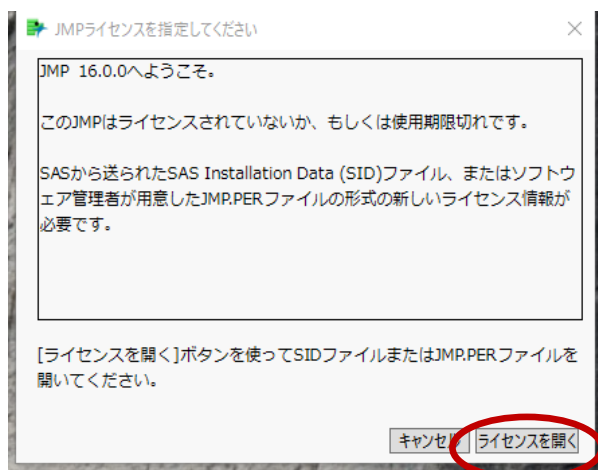 JMPライセンスを指定してください
JMP 16.0.0へようこそ。
このJMPはライセンスされていないか、もしくは使用期限切れです。
SASから送られたSAS Installation Data (SID)ファイル、またはソフトウ
ェア管理者が用意したJMP.PERファイルの形式の新しいライセンス情報が
必要です。
[ライセンスを開く]ボタンを使ってSIDファイルまたはJMP.PERファイルを
開いてください。
キャンセル ライセンスを開く